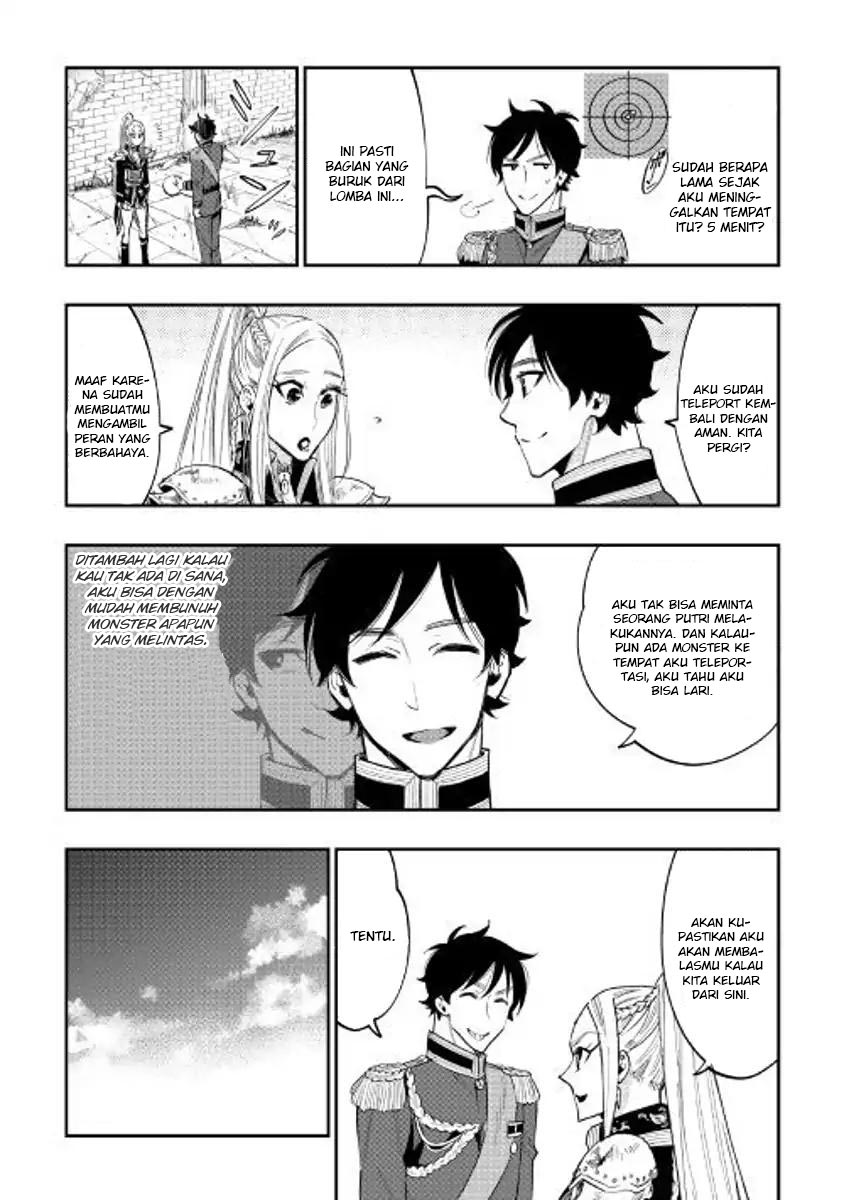 SUDAH BERAPA
LAMA SEJAK
AKU MENING-
GALKAN TEMPAT
ITU? 5 MENIT?
INI PASTI
BAGIAN YANG
BURUK DARI
LOMBA INI...
AKU SUDAH
TELEPORT KEM-
BALI DENGAN
AMAN. KITA
PERGI?
MAAF KARE-
NA SUDAH
MEMBUATMU
MENGAMBIL
PERAN YANG
BERBAHAYA.
AKU TAK BISA MEMINTA
SEORANG PUTRI MELA-
KUKANNYA. DAN KALAU-
PUN ADA MONSTER KE
TEMPAT AKU TELEPOR-
TASI, AKU TAHU AKU
BISA LARI.
DITAMBAH LAGI KALAU
KAU TAK ADA DI SANA,
AKU BISA DENGAN
MUDAH MEMBUNUH
MONSTER APAPUN
YANG MELINTAS.
AKAN KU-
PASTIKAN AKU
AKAN MEMBA-
LASMU KALAU
KITA KELUAR
DARI SINI.
TENTU.